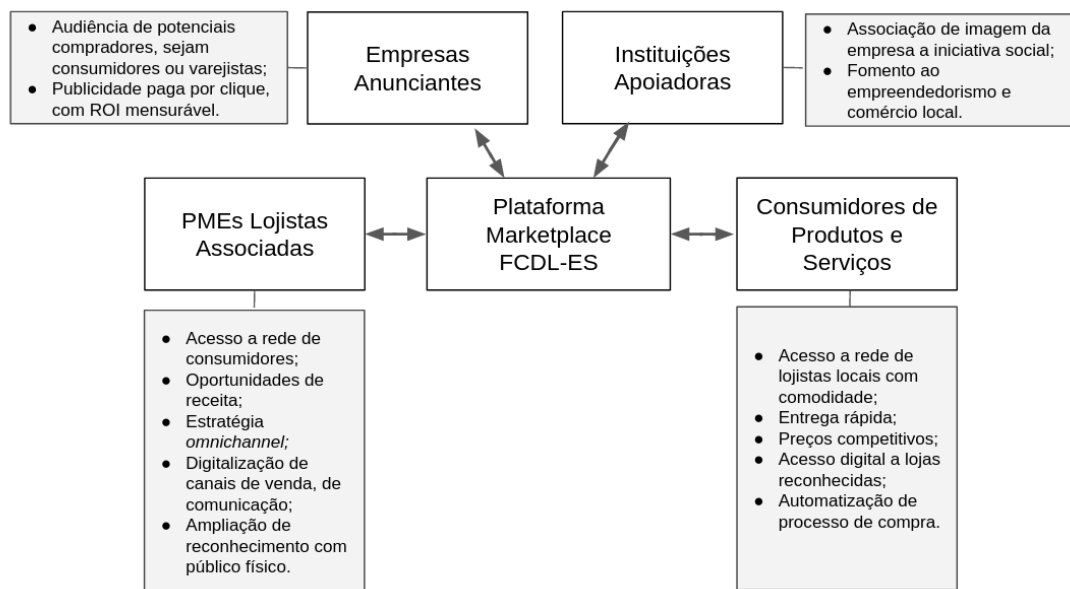 ● Audiência de potenciais
compradores, sejam
consumidores ou varejistas;
● Publicidade paga por clique,
com ROI mensurável.
Empresas
Anunciantes
Instituições
Apoiadoras
● Associação de imagem da
empresa a iniciativa social;
● Fomento ao
empreendedorismo e
comércio local.
PMEs Lojistas
Associadas
Plataforma
Marketplace
FCDL-ES
Consumidores de
Produtos e
Serviços
● Acesso a rede de
consumidores;
● Oportunidades de
receita;
● Estratégia
omnichannel;
● Digitalização de
canais de venda, de
comunicação;
● Ampliação de
reconhecimento com
público físico.
● Acesso a rede de
lojistas locais com
comodidade;
● Entrega rápida;
● Preços competitivos;
● Acesso digital a lojas
reconhecidas;
● Automatização de
processo de compra.